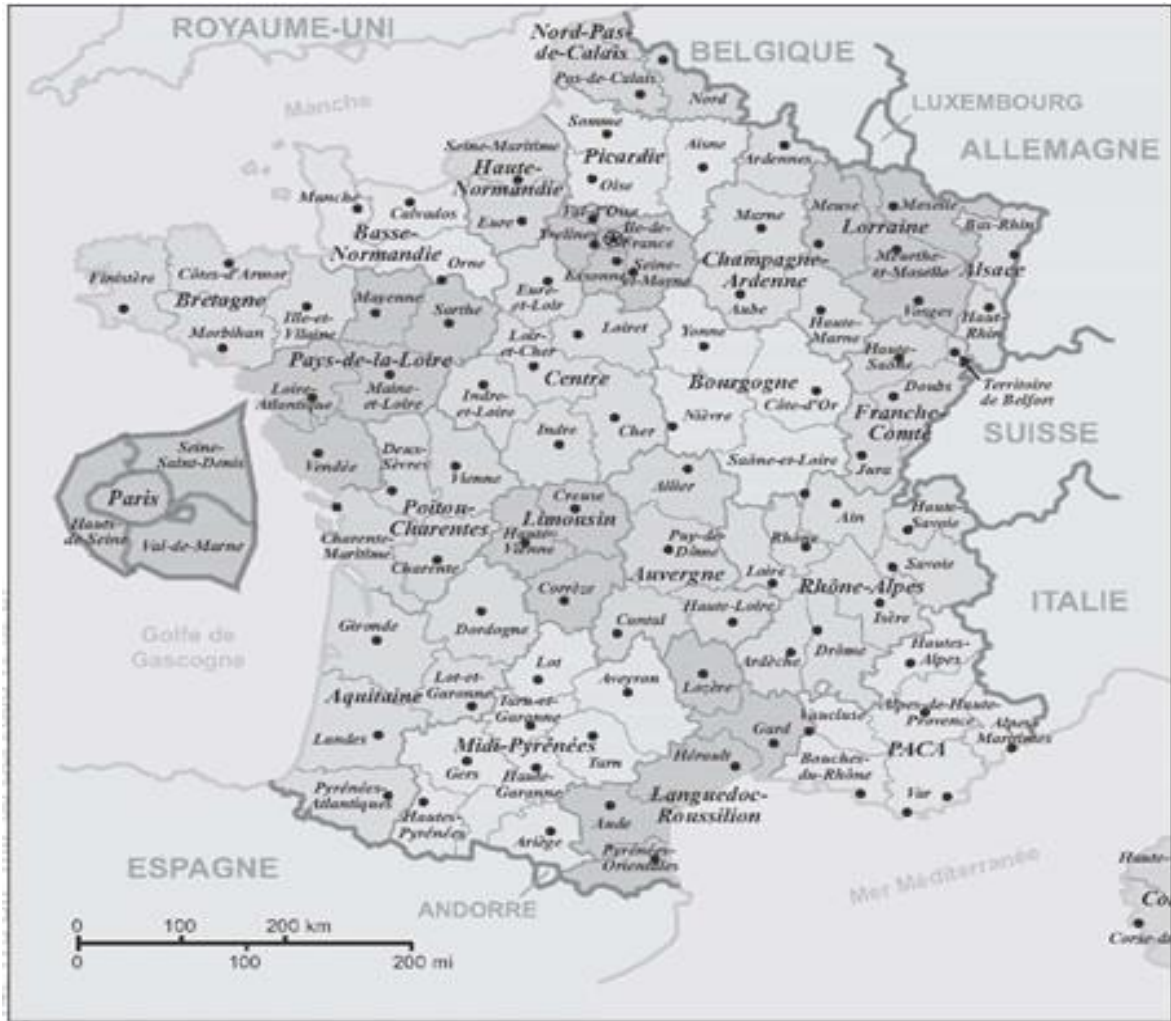 ROYAUME-UNI
Nord-Pas-
de-Calais
BELGIQUE
Pas-de-Calais
Nord
LUXEMBOURG
Manche
ALLEMAGNE
Somme
Aisne
Ardennes
Seine-Maritime
Picardie
Haute-
Normandie
Oise
Manche
Calvados
Eure
Val-d'Oise
Marne
Meuse
Moselle
Bas-Rhin
Lorraine
Basse-
Normandie
Yvelines
Île-de-
France
Meurthe-
et-Moselle
Alsace
Champagne-
Ardenne
Orne
Essonne
Seine-
et-Marne
Finistère
Côtes-d'Armor
Bretagne
Mayenne
Eure-
et-Loir
Aube
Vosges
Haut-
Rhin
Ille-et-
Vilaine
Sarthe
Haute-
Marne
Morbihan
Loir-
et-Cher
Loiret
Yonne
Haute-
Saône
Pays-de-la-Loire
Centre
Bourgogne
Doubs
Territoire
de Belfort
Loire-
Atlantique
Maine-
et-Loire
Indre-
et-Loire
Côte-d'Or
Franche-
Comté
SUISSE
Nièvre
Cher
Indre
Seine-
Saint-Denis
Vendée
Deux-
Sèvres
Vienne
Saône-et-Loire
Jura
Paris
Allier
Hauts-
de-Seine
Val-de-Marne
Poitou-
Charentes
Creuse
Limousin
Haute-
Vienne
Ain
Haute-
Savoie
Charente-
Maritime
Charente
Puy-de-
Dôme
Rhône
Savoie
Auvergne
Loire
Rhône-Alpes
Corrèze
ITALIE
Isère
Golfe de
Gascogne
Gironde
Dordogne
Cantal
Haute-Loire
Ardèche
Drôme
Hautes-
Alpes
Lot
Lot-et-
Garonne
Aveyron
Lozère
Aquitaine
Tarn-et-
Garonne
Gard
Vaucluse
Alpes-de-Haute-
Provence
Alpes
Maritimes
Landes
Midi-Pyrénées
Tarn
Hérault
PACA
Gers
Haute-
Garonne
Bouches-
du-Rhône
Var
Pyrénées-
Atlantiques
Hautes-
Pyrénées
Languedoc-
Roussilion
Ariège
Aude
Pyrénées-
Orientales
ESPAGNE
ANDORRE
Mer Méditerranée
Haute-
Co
Corse-d
0 100 200 km
0 100 200 mi